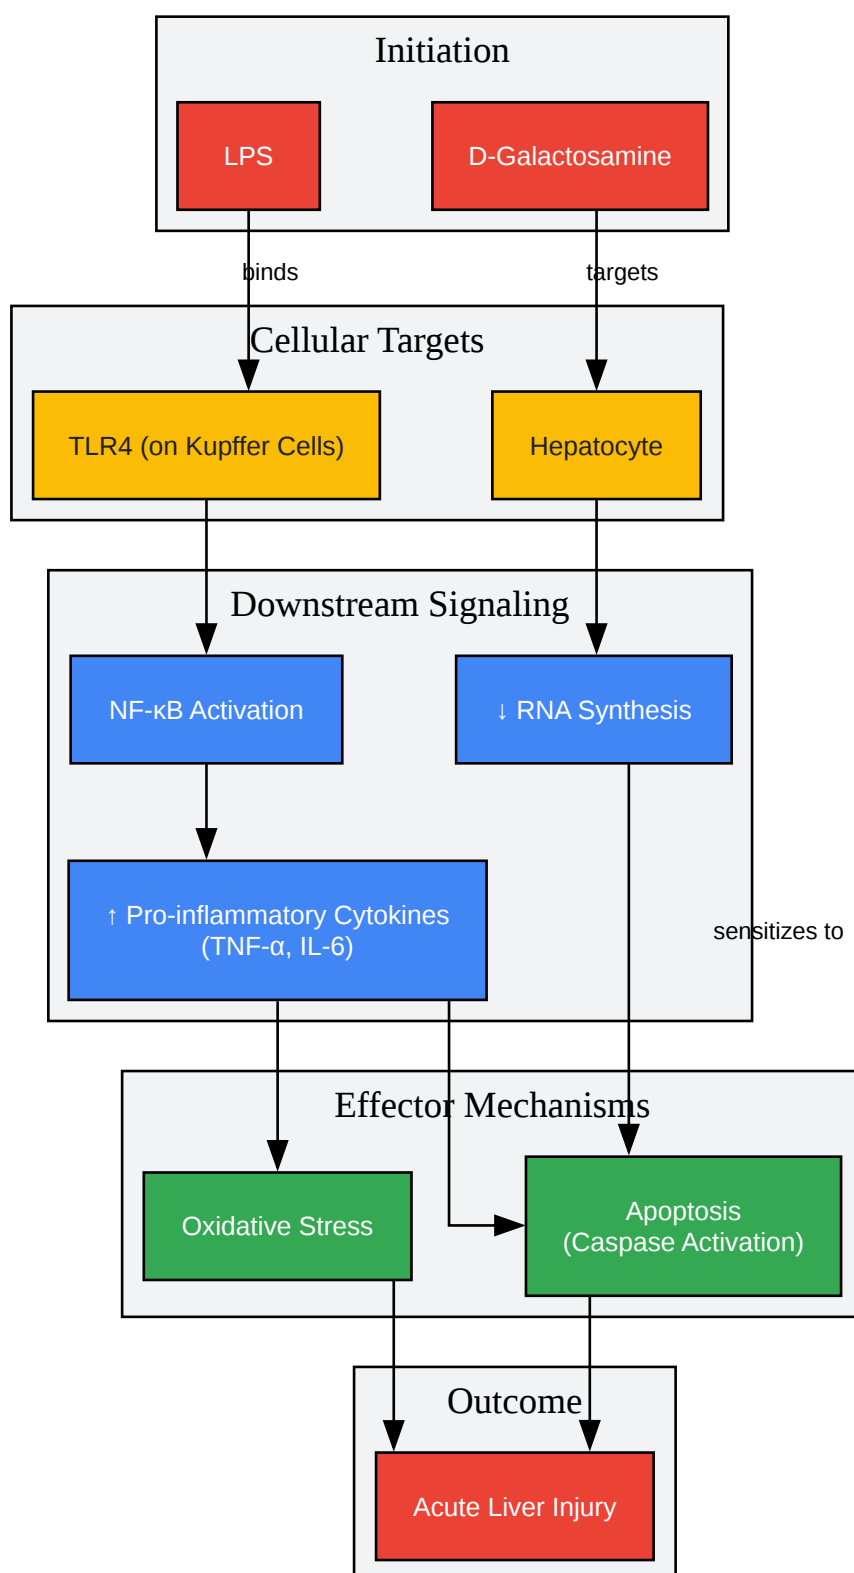 Initiation
LPS
D-Galactosamine
binds
targets
Cellular Targets
TLR4 (on Kupffer Cells)
Hepatocyte
Downstream Signaling
NF-κB Activation
↓ RNA Synthesis
↑ Pro-inflammatory Cytokines
(TNF-α, IL-6)
sensitizes to
Effector Mechanisms
Oxidative Stress
Apoptosis
(Caspase Activation)
Outcome
Acute Liver Injury